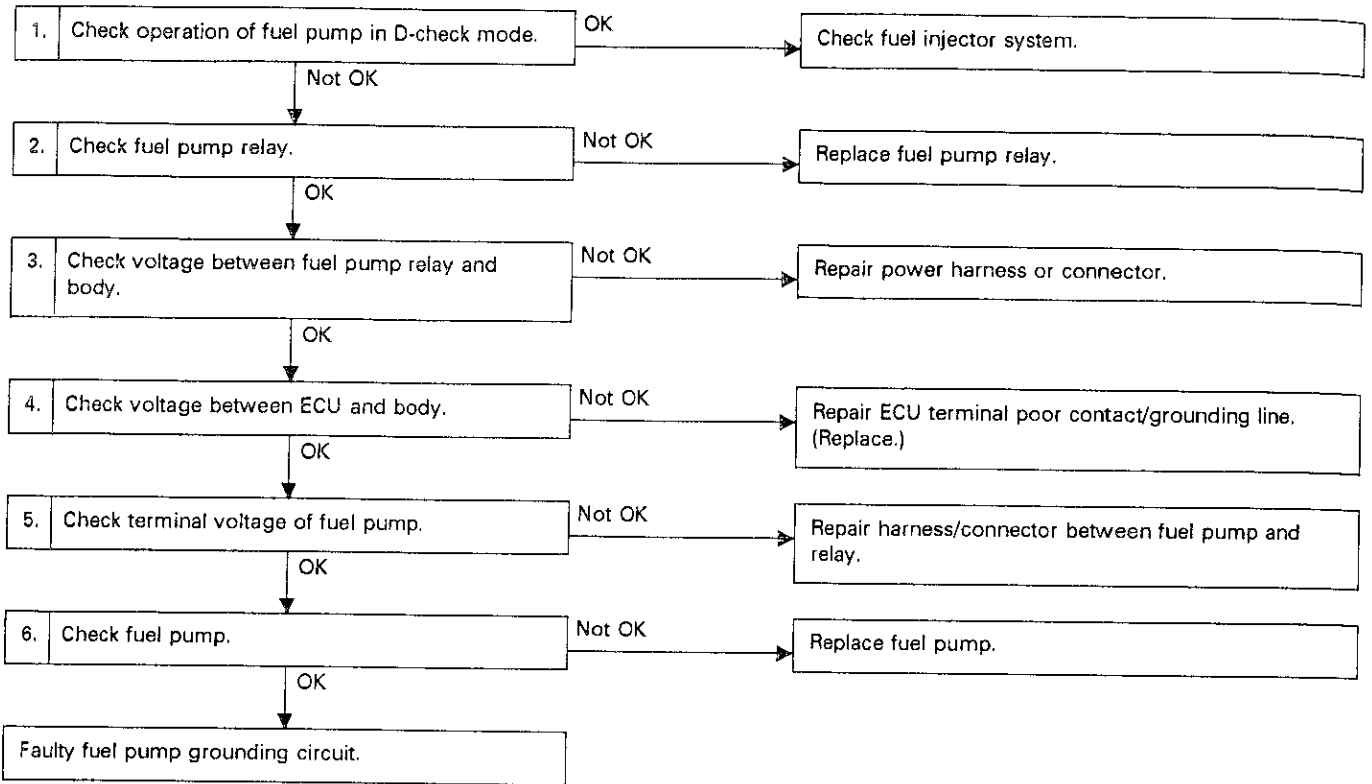 1. Check operation of fuel pump in D-check mode.
OK
Check fuel injector system.
Not OK
2. Check fuel pump relay.
Not OK
Replace fuel pump relay.
OK
3. Check voltage between fuel pump relay and
body.
Not OK
Repair power harness or connector.
OK
4. Check voltage between ECU and body.
Not OK
Repair ECU terminal poor contact/grounding line.
(Replace.)
OK
5. Check terminal voltage of fuel pump.
Not OK
Repair harness/connector between fuel pump and
relay.
OK
6. Check fuel pump.
Not OK
Replace fuel pump.
OK
Faulty fuel pump grounding circuit.